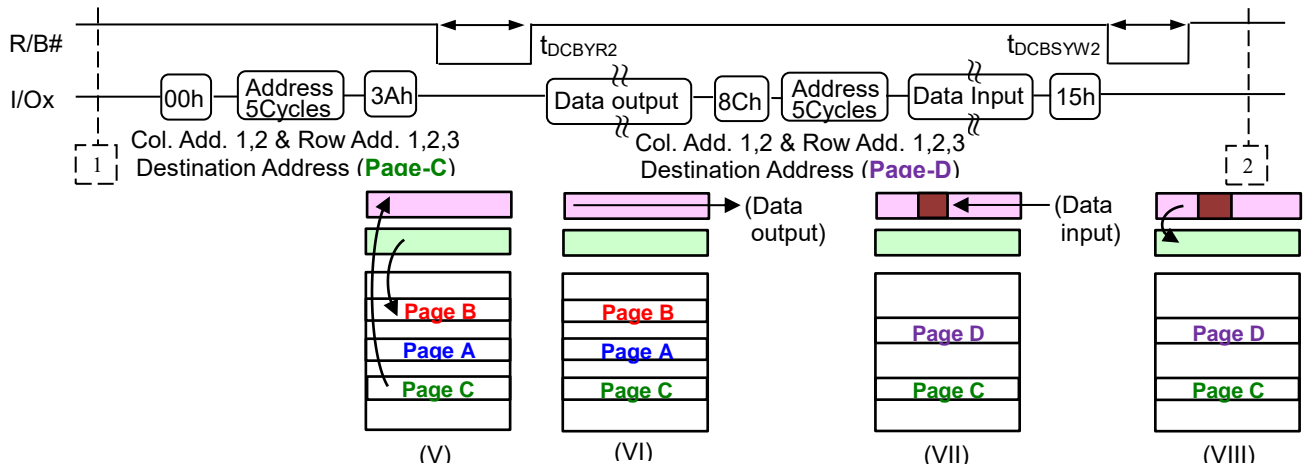 R/B#
tDCBYR2
tDCBSYW2
I/Ox
00h
Address
5Cycles
3Ah
Data output
8Ch
Address
5Cycles
Data Input
15h
Col. Add. 1,2 & Row Add. 1,2,3
Destination Address (Page-C)
Col. Add. 1,2 & Row Add. 1,2,3
Destination Address (Page-D)
1
2
(Data
output)
(Data
input)
Page B
Page A
Page C
Page B
Page A
Page C
Page D
Page C
Page D
Page C
(V)
(VI)
(VII)
(VIII)